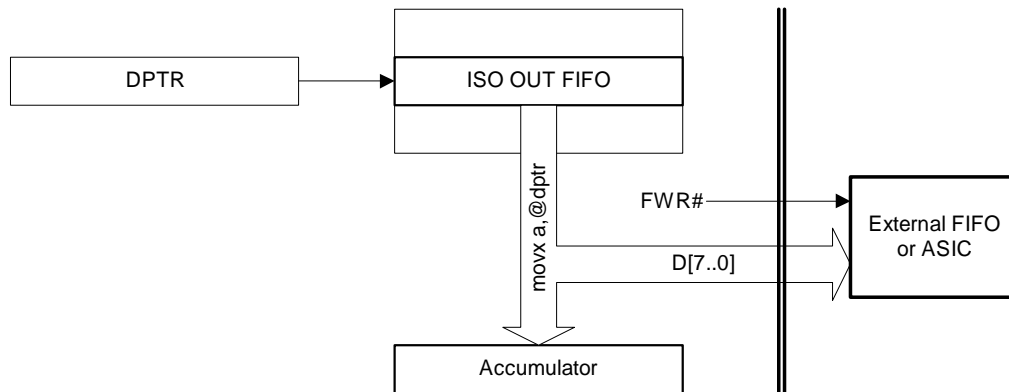 DPTR
ISO OUT FIFO
movx a,@dptr
FWR#
External FIFO
or ASIC
D[7..0]
Accumulator